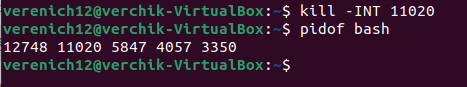 verenich12@verchik-VirtualBox:~$ kill -INT 11020
verenich12@verchik-VirtualBox:~$ pidof bash
12748 11020 5847 4057 3350
verenich12@verchik-VirtualBox:~$